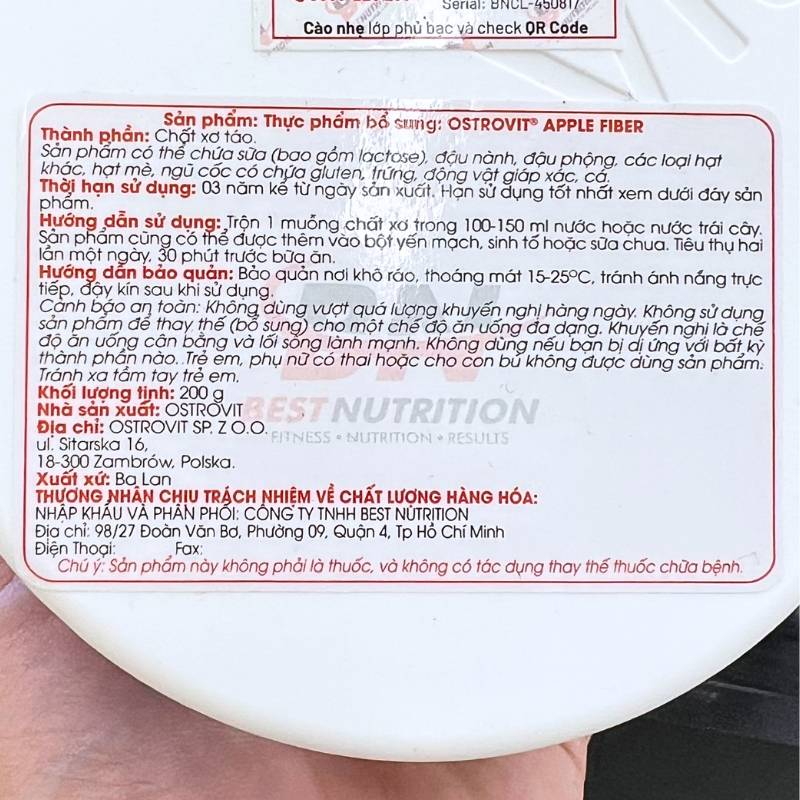 Serial: BNCL-450817
Cào nhẹ lớp phủ bạc và check QR Code
Sản phẩm: Thực phẩm bổ sung: OSTROVIT® APPLE FIBER
Thành phần: Chất xơ táo.
Sản phẩm có thể chứa sữa (bao gồm lactose), đậu nành, đậu phộng, các loại hạt
khác, hạt mè, ngũ cốc có chứa gluten, trứng, động vật giáp xác, cá.
Thời hạn sử dụng: 03 năm kể từ ngày sản xuất. Hạn sử dụng tốt nhất xem dưới đáy sản
phẩm.
Hướng dẫn sử dụng: Trộn 1 muỗng chất xơ trong 100-150 ml nước hoặc nước trái cây.
Sản phẩm cũng có thể được thêm vào bột yến mạch, sinh tố hoặc sữa chua. Tiêu thụ hai
lần một ngày, 30 phút trước bữa ăn.
Hướng dẫn bảo quản: Bảo quản nơi khô ráo, thoáng mát 15-25°C, tránh ánh nắng trực
tiếp, đậy kín sau khi sử dụng.
Cảnh báo an toàn: Không dùng vượt quá lượng khuyến nghị hàng ngày. Không sử dụng
sản phẩm để thay thế (bổ sung) cho một chế độ ăn uống đa dạng. Khuyến nghị là chế
độ ăn uống cân bằng và lối sống lành mạnh. Không dùng nếu bạn bị dị ứng với bất kỳ
thành phần nào. Trẻ em, phụ nữ có thai hoặc cho con bú không được dùng sản phẩm.
Tránh xa tầm tay trẻ em.
Khối lượng tịnh: 200 g
Nhà sản xuất: OSTROVIT
BEST NUTRITION
Địa chỉ: OSTROVIT SP. Z O.O.
FITNESS • NUTRITION • RESULTS
ul. Sitarska 16,
18-300 Zambrów, Polska.
Xuất xứ: Ba Lan
THƯƠNG NHÂN CHỊU TRÁCH NHIỆM VỀ CHẤT LƯỢNG HÀNG HÓA:
NHẬP KHẨU VÀ PHÂN PHỐI: CÔNG TY TNHH BEST NUTRITION
Địa chỉ: 98/27 Đoàn Văn Bơ, Phường 09, Quận 4, Tp Hồ Chí Minh
Điện Thoại: Fax:
Chú ý: Sản phẩm này không phải là thuốc, và không có tác dụng thay thế thuốc chữa bệnh.